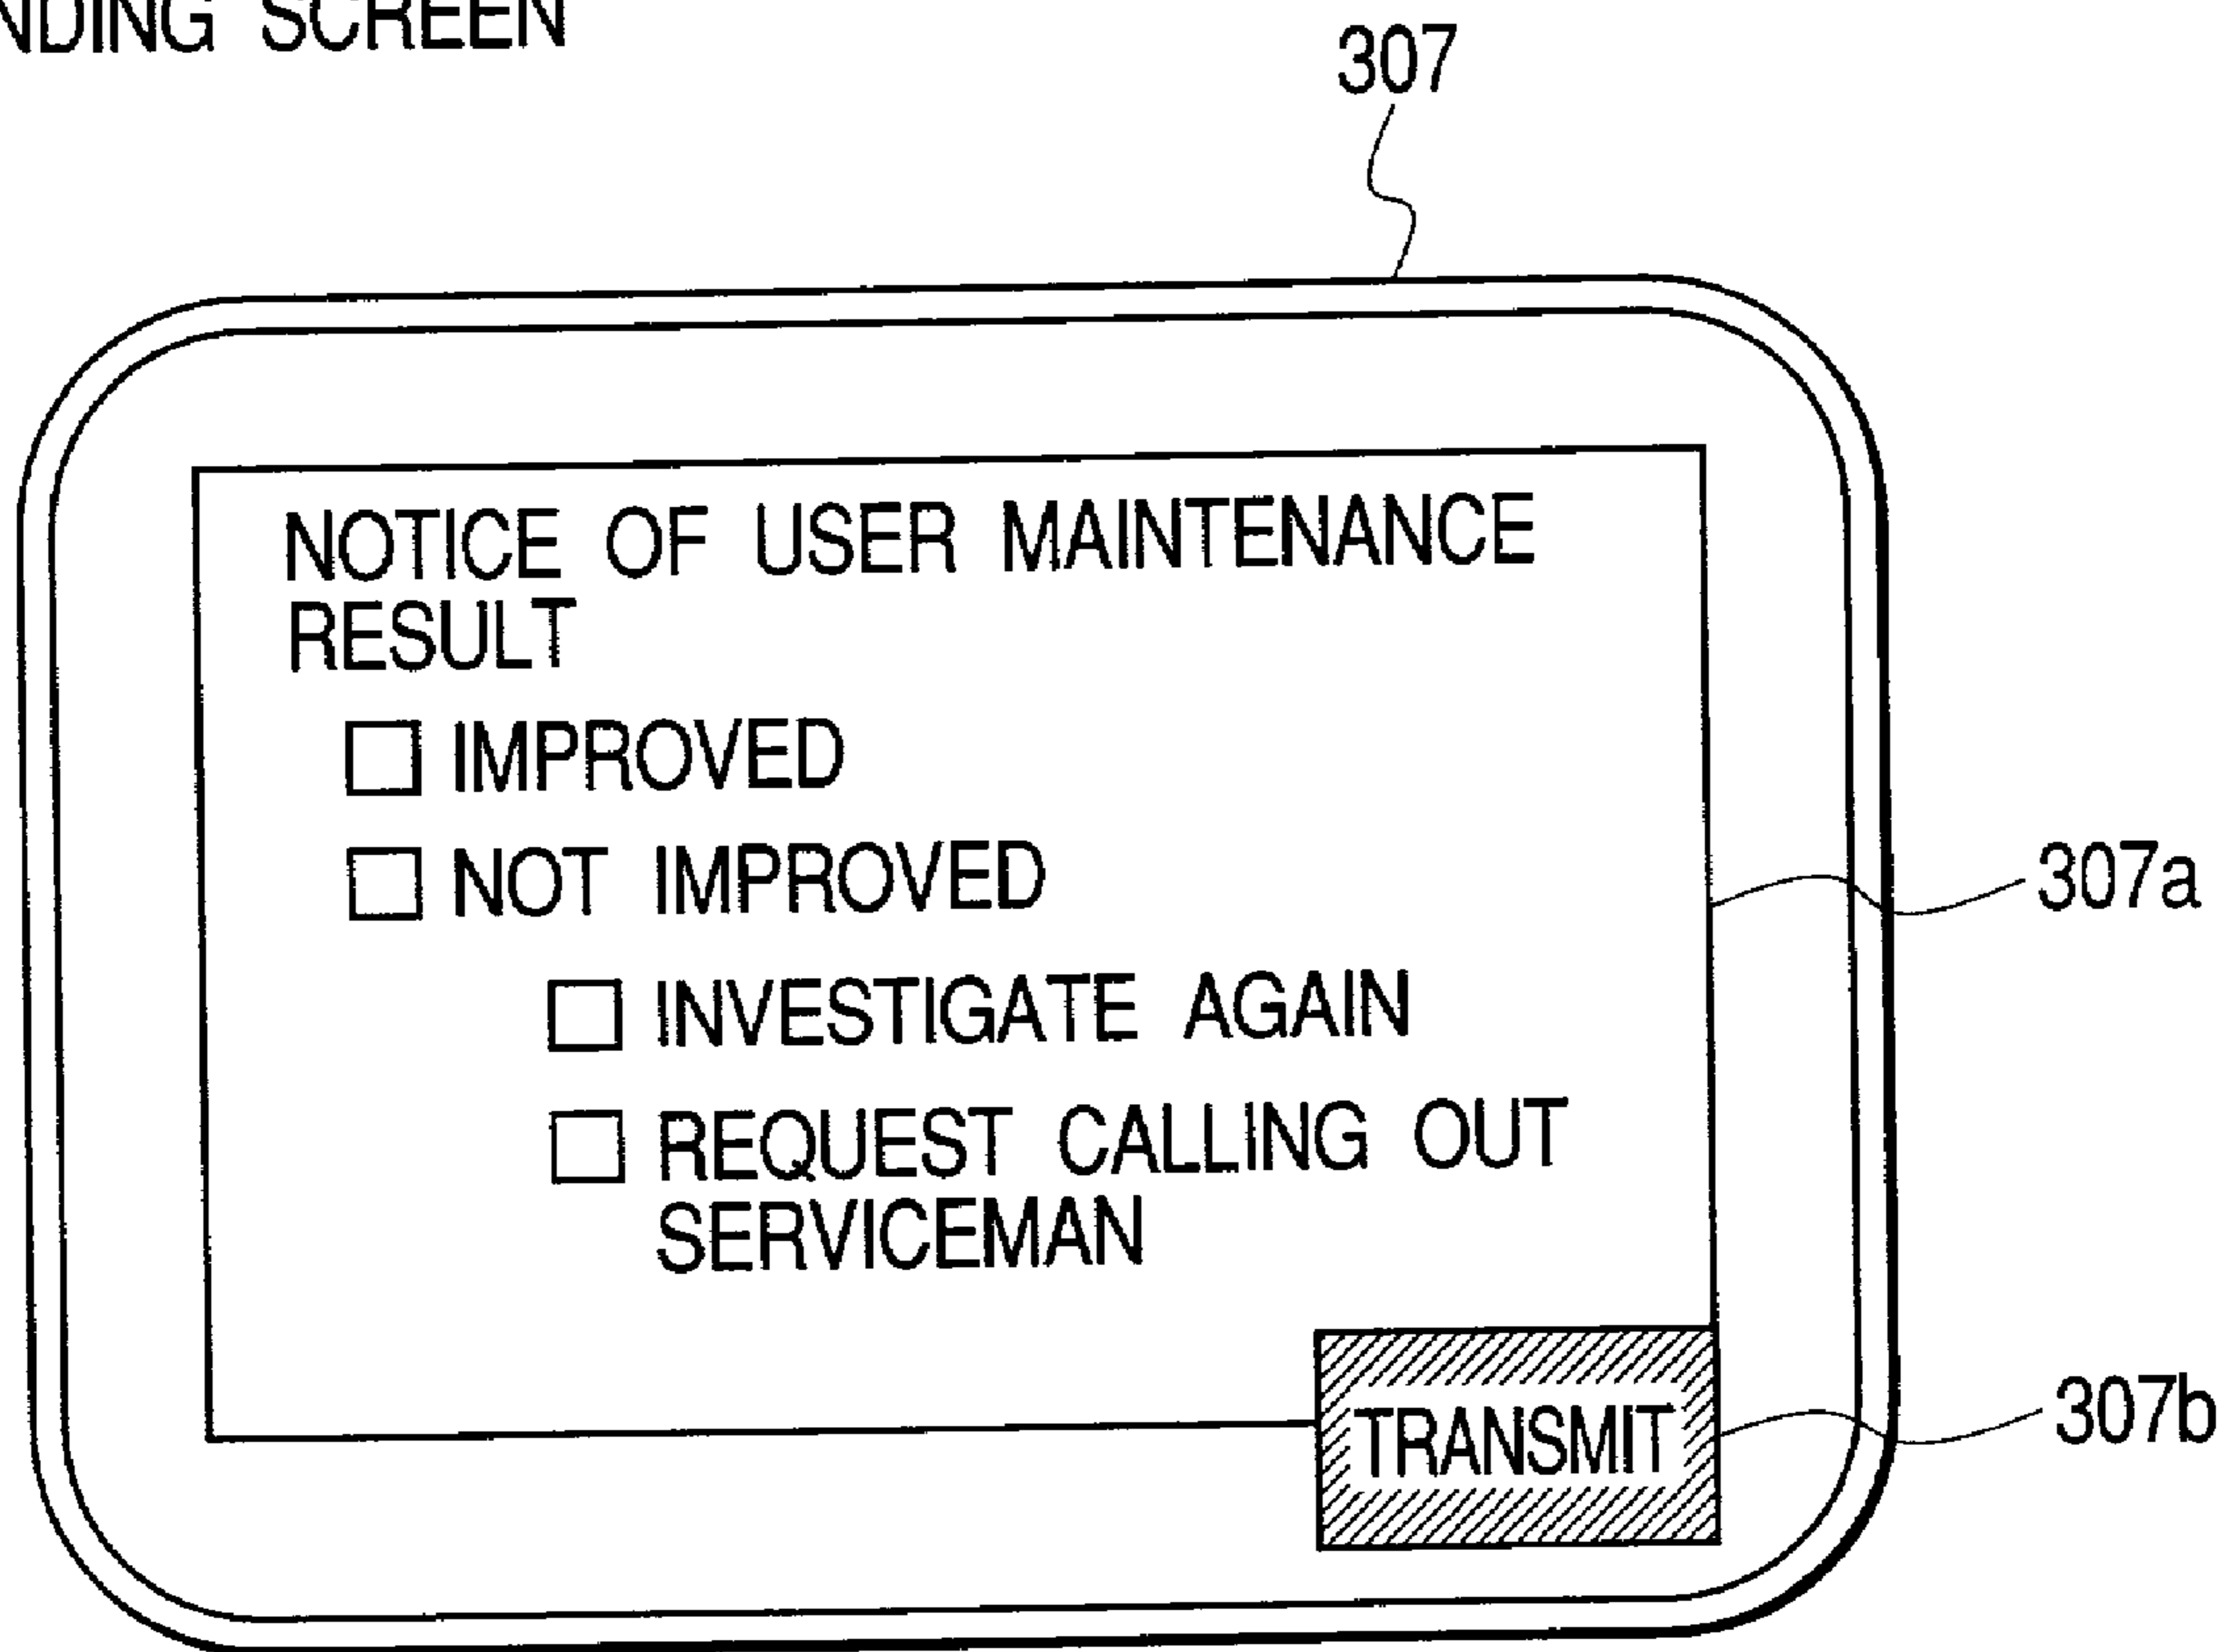 SCREEN
307
NOTICE OF USER MAINTENANCE
RESULT
IMPROVED
NOT IMPROVED
307a
INVESTIGATE AGAIN
REQUEST CALLING OUT
SERVICEMAN
TRANSMIT
307b